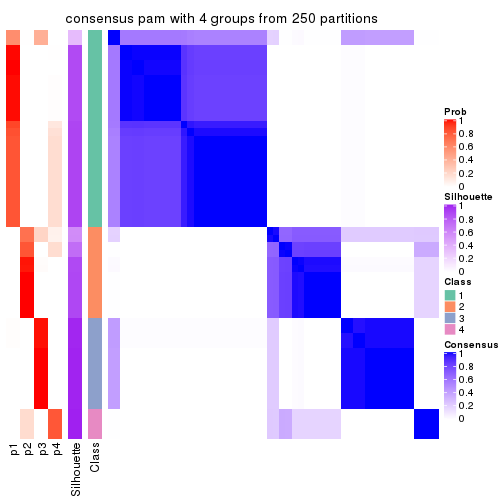 consensus pam with 4 groups from 250 partitions
Prob
1
0.8
0.6
0.4
0.2
0
Silhouette
1
0.8
0.6
0.4
0.2
0
Class
1
2
3
4
Consensus
1
0.8
0.6
0.4
0.2
0
p1
p2
p3
p4
Silhouette
Class